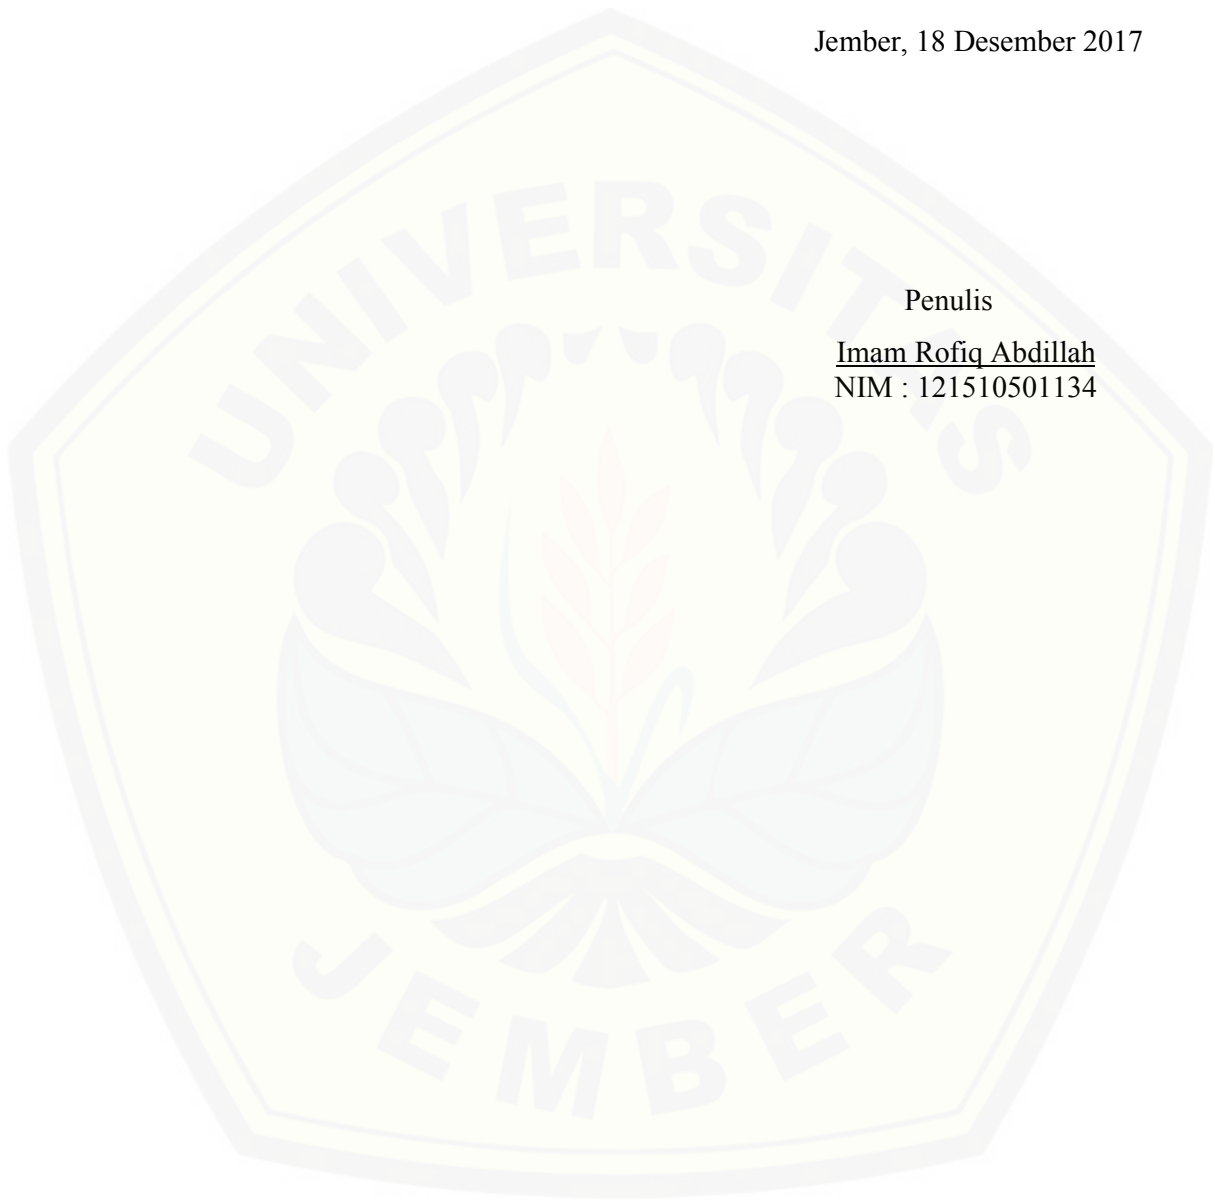 Jember, 18 Desember 2017
UNIVERSITAS
Penulis
Imam Rofiq Abdillah
NIM : 121510501134
JEMBER